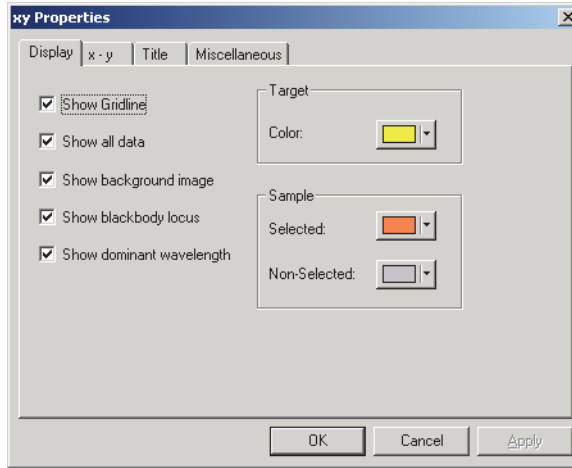 xy Properties
Display
x - y
Title
Miscellaneous
Show Gridline
Show all data
Show background image
Show blackbody locus
Show dominant wavelength
Target
Color:
Sample
Selected:
Non-Selected:
OK
Cancel
Apply